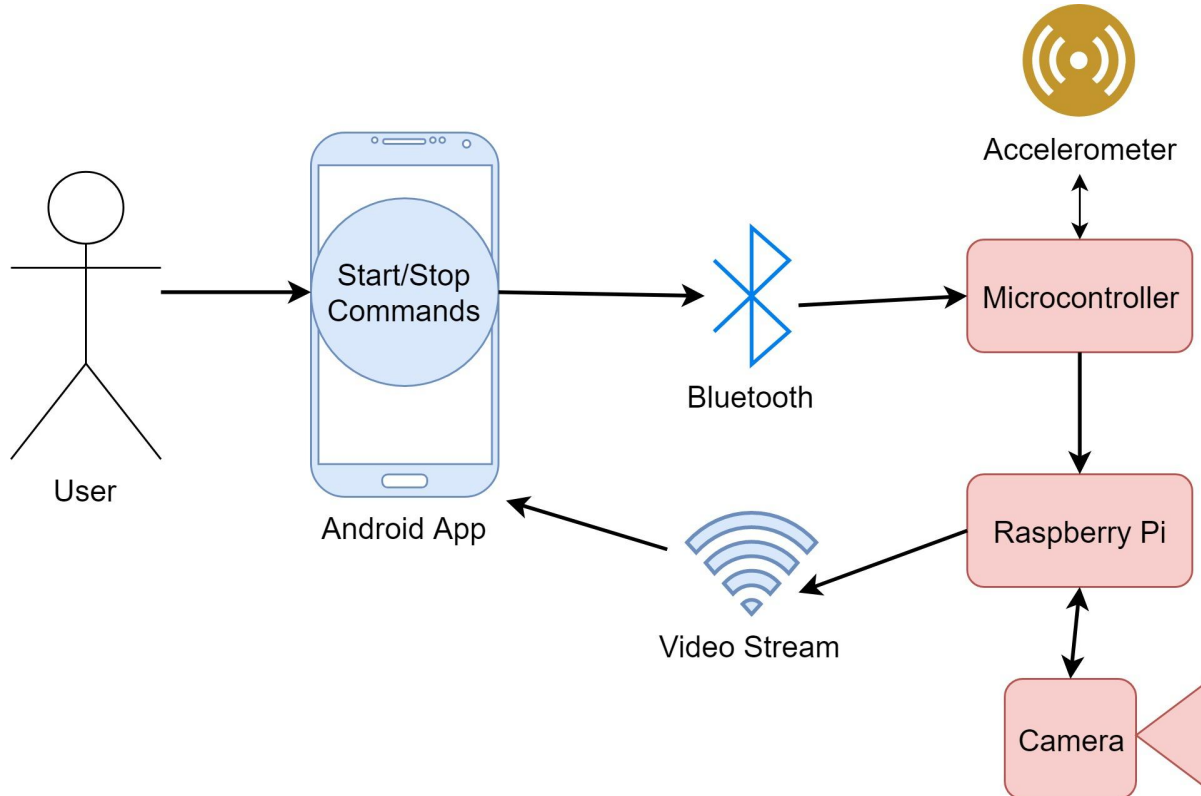 Accelerometer
Start/Stop
Commands
Microcontroller
Bluetooth
User
Android App
Raspberry Pi
Video Stream
Camera